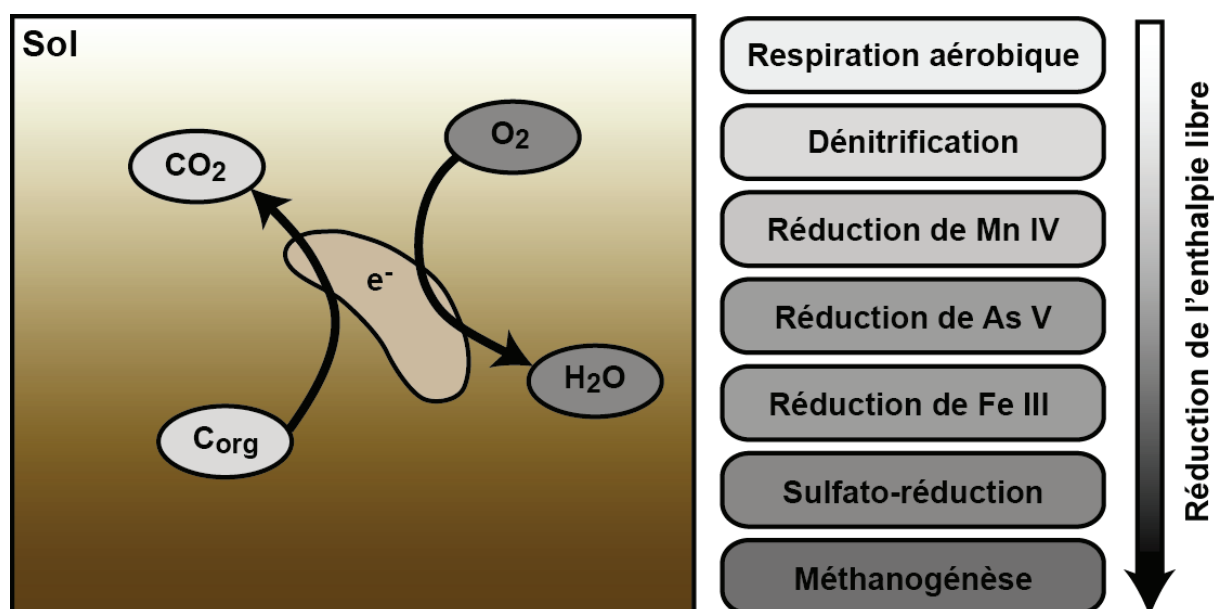 Sol
CO2
O2
e-
H2O
Corg
Respiration aérobique
Dénitrification
Réduction de Mn IV
Réduction de As V
Réduction de Fe III
Sulfato-réduction
Méthanogénèse
Réduction de l'enthalpie libre